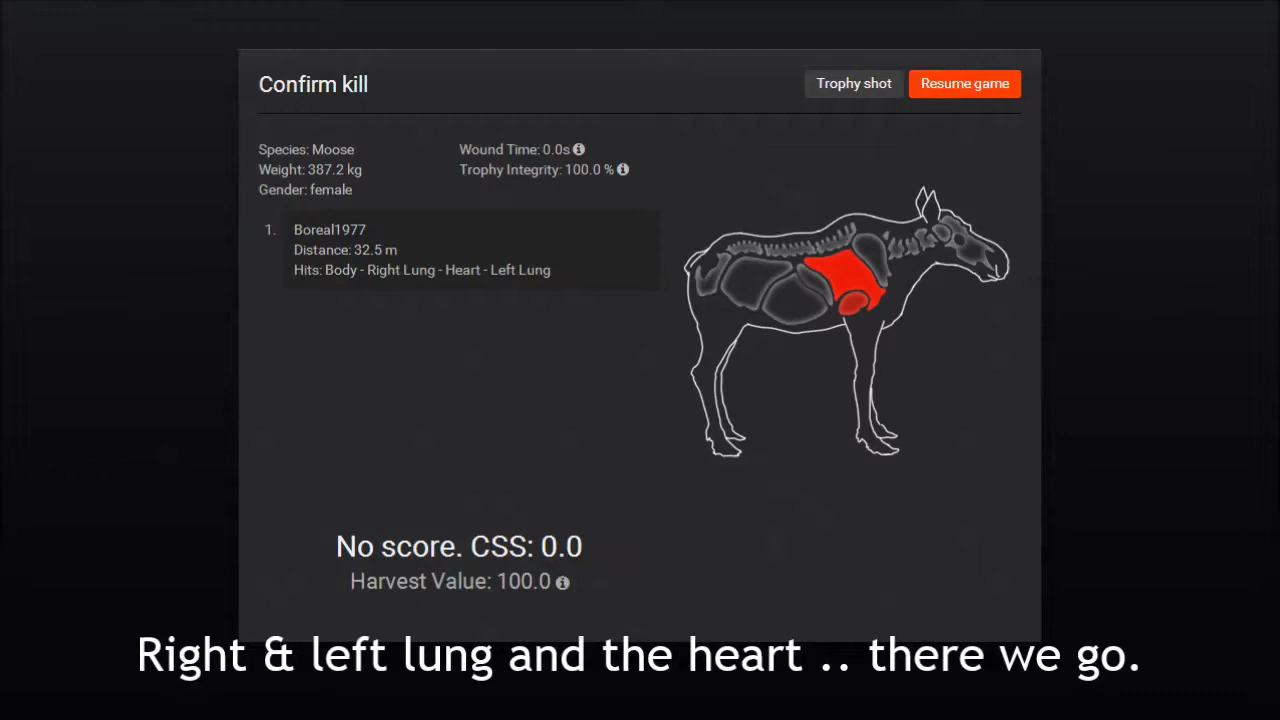 Confirm kill
Trophy shot
Resume game
Species: Moose
Weight: 387.2 kg
Gender: female
Wound Time: 0.0s
Trophy Integrity: 100.0 %
1.
Boreal1977
Distance: 32.5 m
Hits: Body - Right Lung - Heart - Left Lung
No score. CSS: 0.0
Harvest Value: 100.0
Right & left lung and the heart .. there we go.